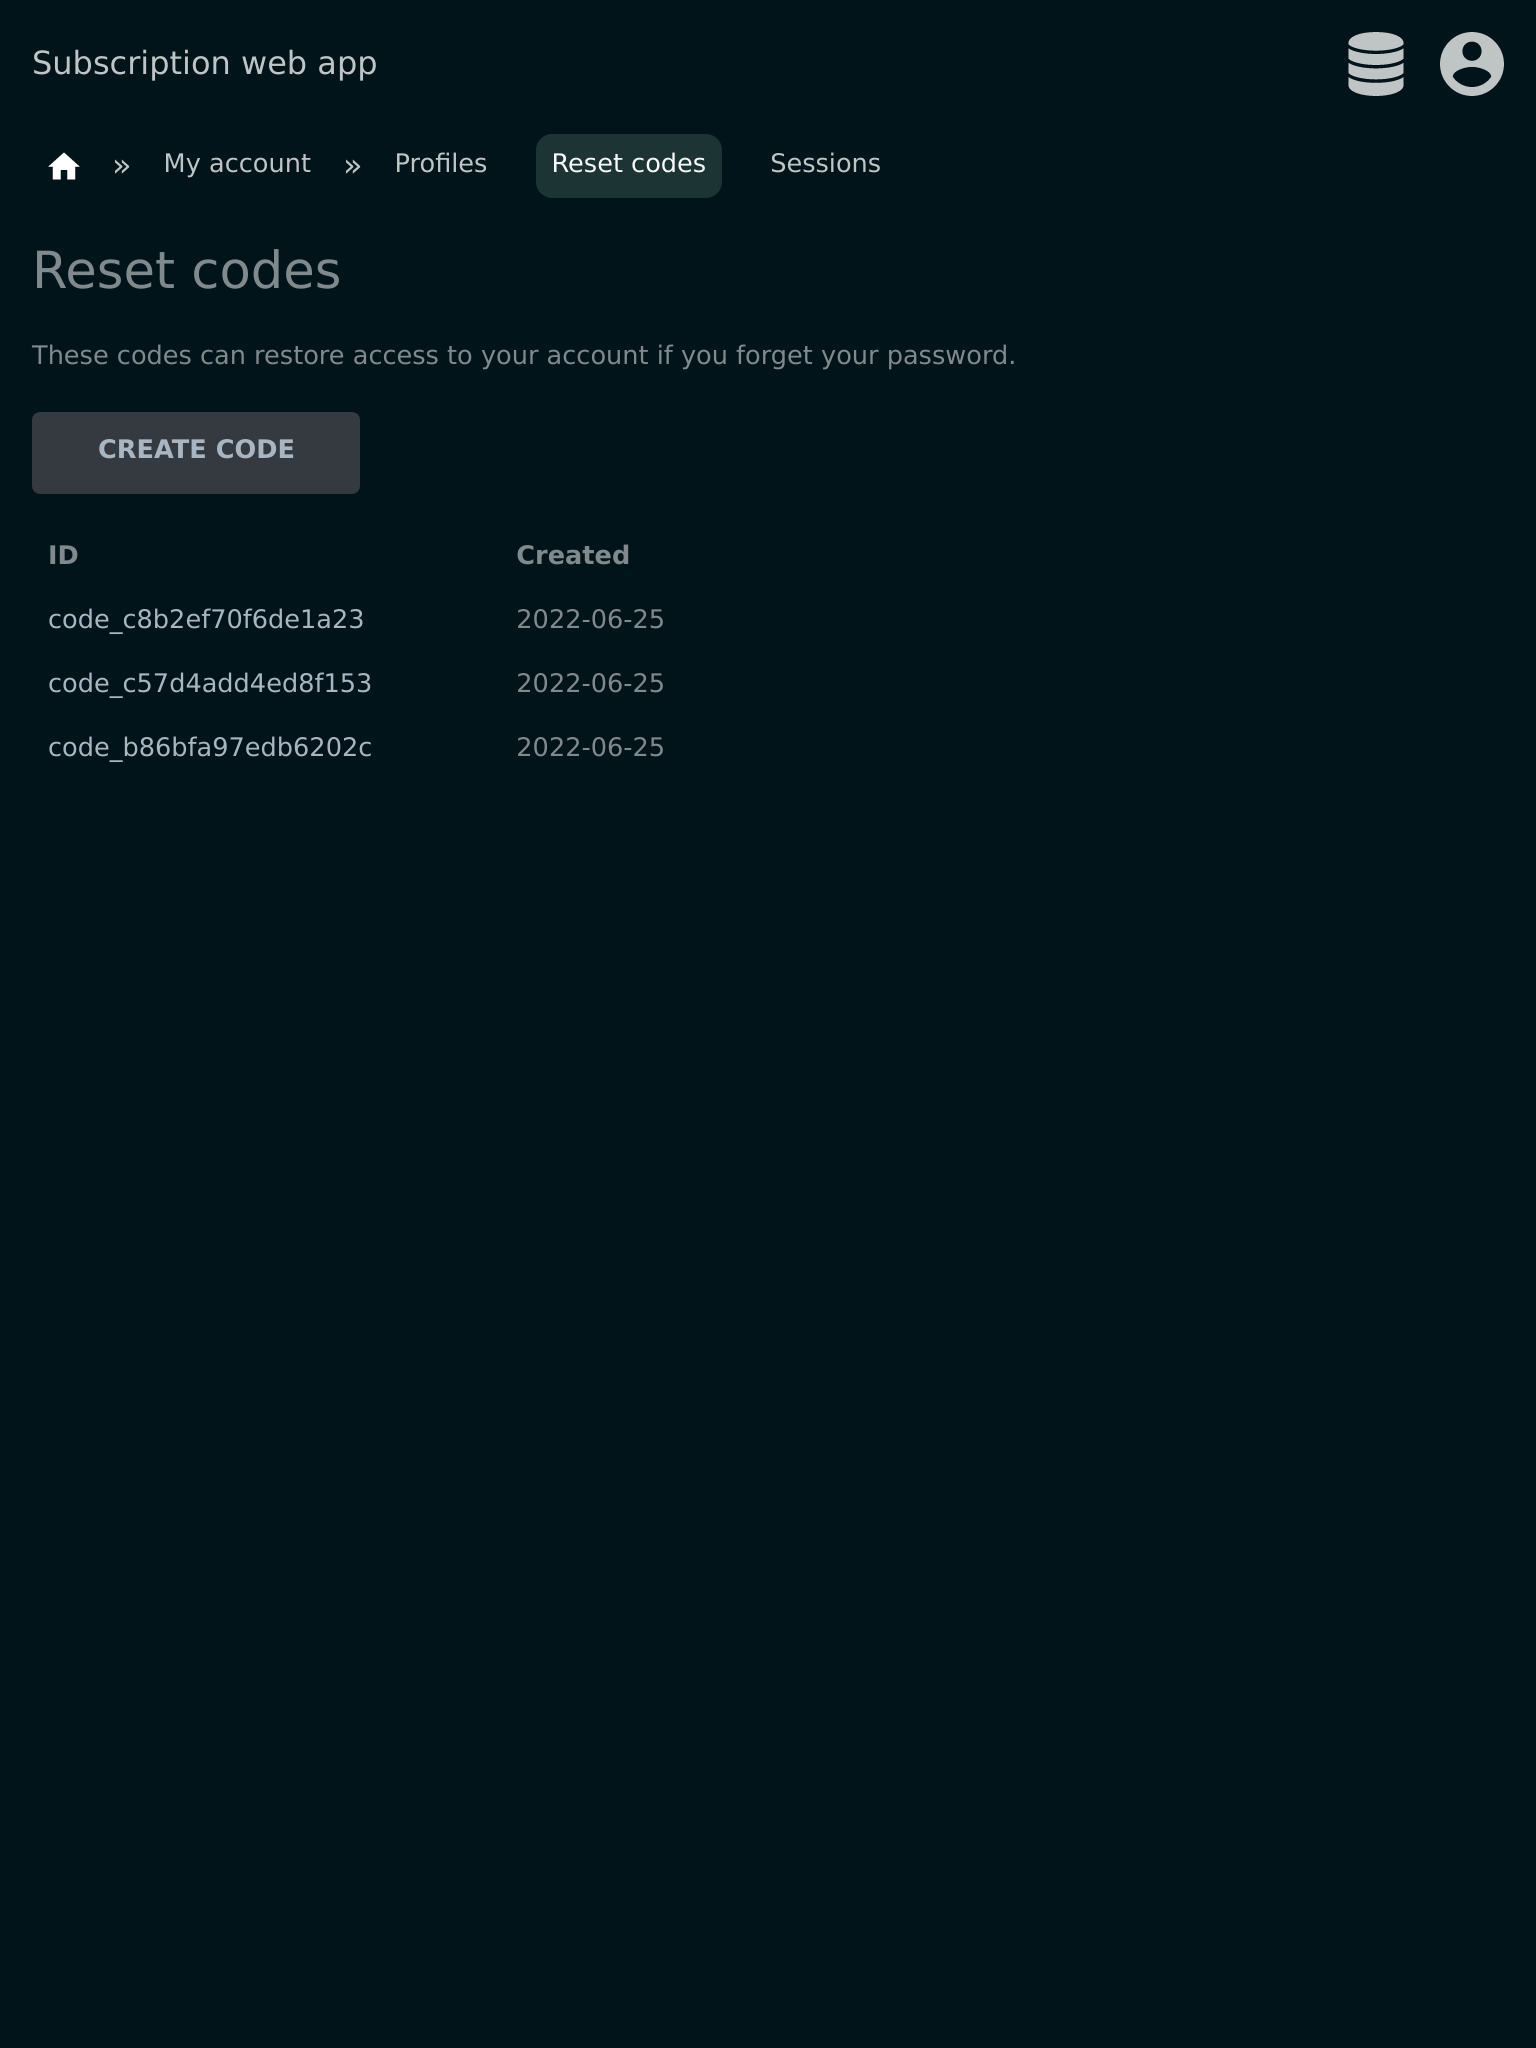 Subscription web app
» My account » Profiles Reset codes Sessions
Reset codes
These codes can restore access to your account if you forget your password.
CREATE CODE
ID Created
code_c8b2ef70f6de1a23 2022-06-25
code_c57d4add4ed8f153 2022-06-25
code_b86bfa97edb6202c 2022-06-25